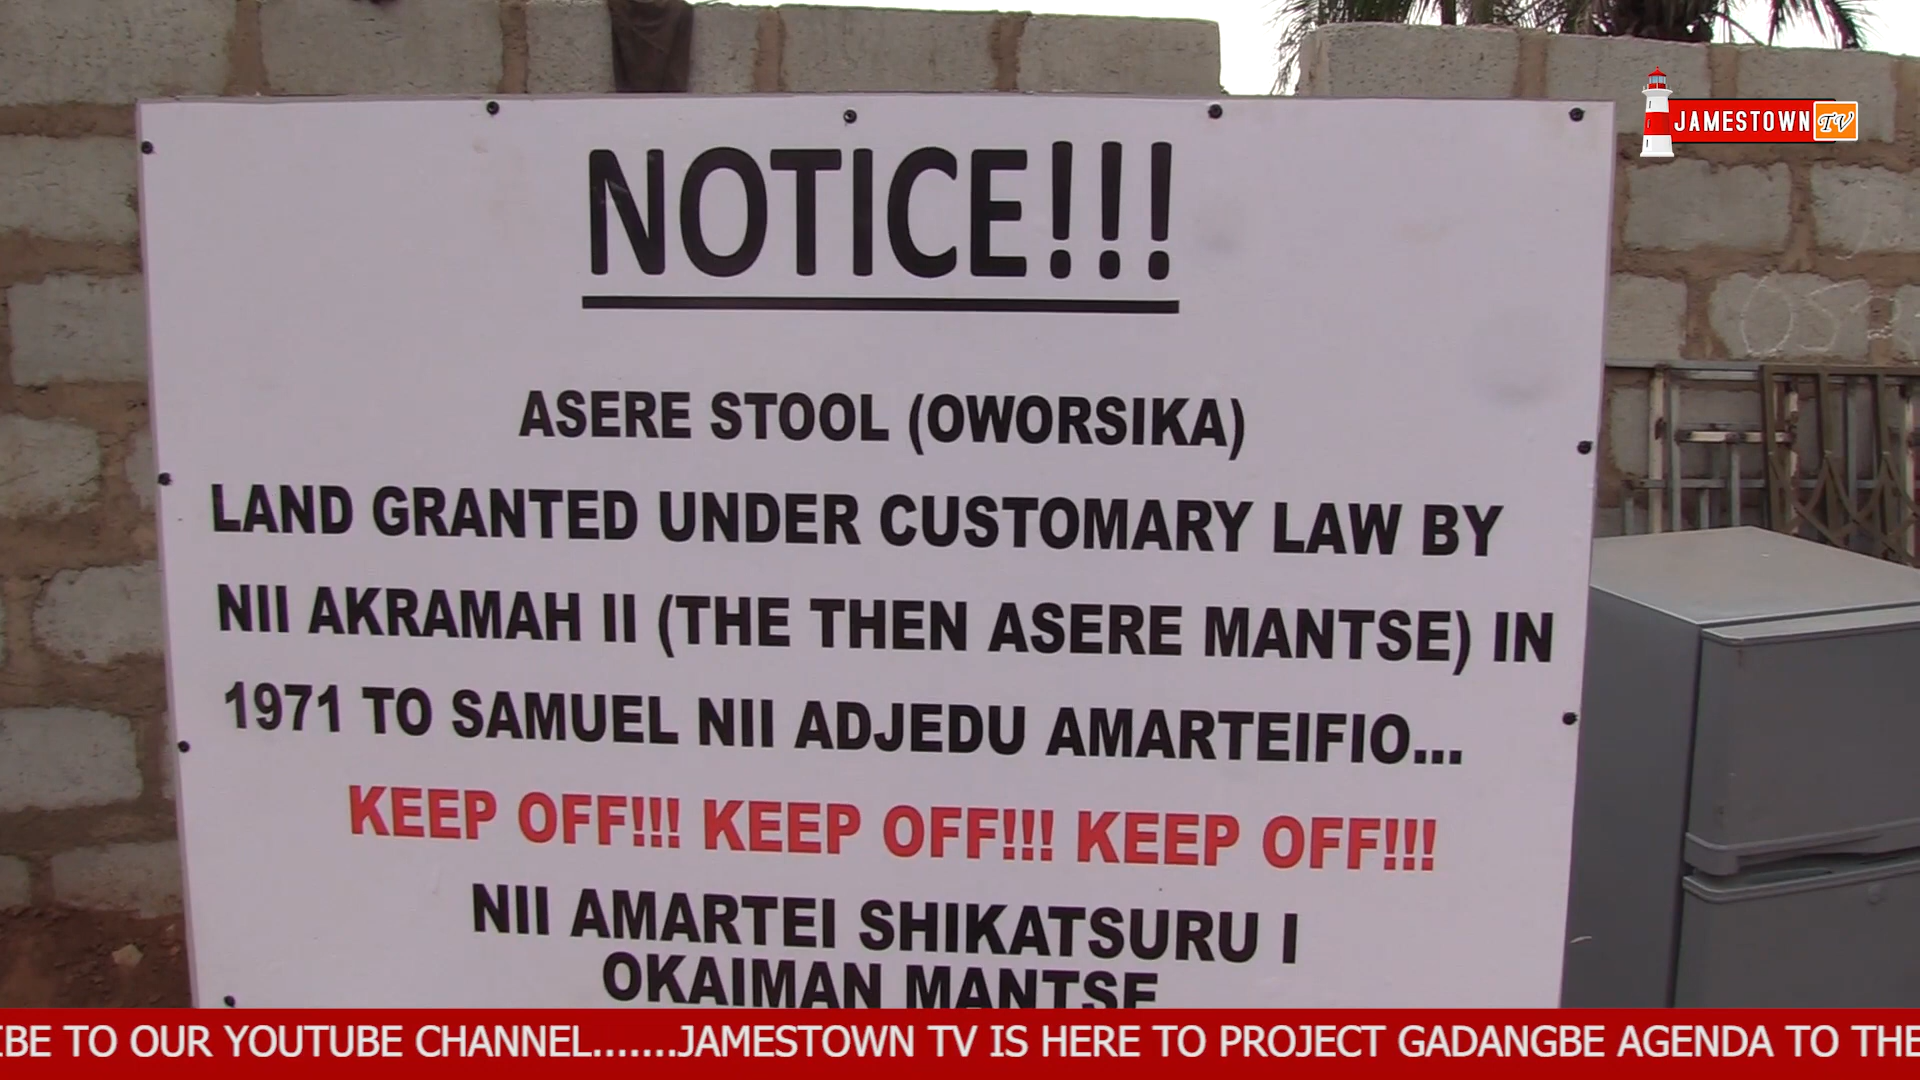 JAMESTOWN TV
NOTICE!!!
ASERE STOOL (OWORSIKA)
LAND GRANTED UNDER CUSTOMARY LAW BY
NII AKRAMAH II (THE THEN ASERE MANTSE) IN
1971 TO SAMUEL NII ADJEDU AMARTEIFIO...
KEEP OFF!!! KEEP OFF!!! KEEP OFF!!!
NII AMARTEI SHIKATSURU I
OKAIMAN MANTSE
IBE TO OUR YOUTUBE CHANNEL.......JAMESTOWN TV IS HERE TO PROJECT GADANGBE AGENDA TO THE